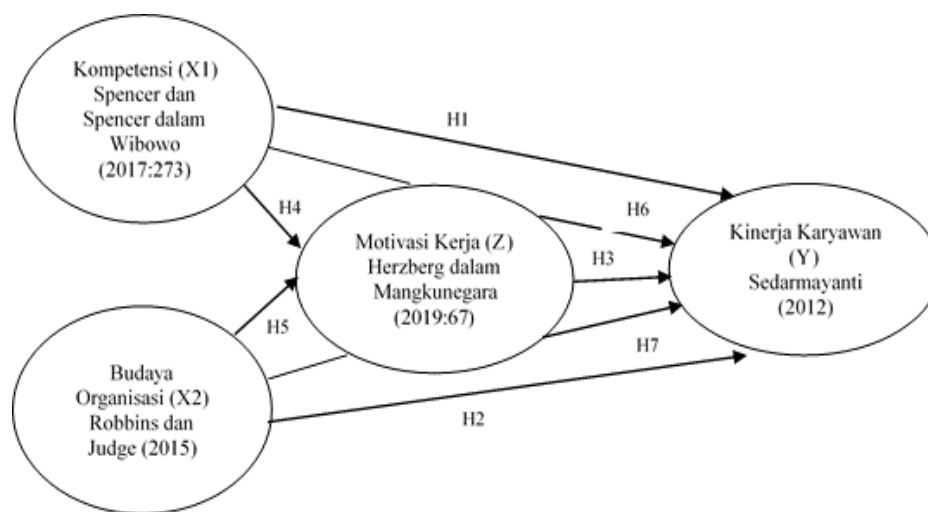 Kompetensi (X1)
Spencer dan
Spencer dalam
Wibowo
(2017:273)
H1
H4
H6
Motivasi Kerja (Z)
Herzberg dalam
Mangkunegara
(2019:67)
H3
Kinerja Karyawan
(Y)
Sedarmayanti
(2012)
H5
H7
Budaya
Organisasi (X2)
Robbins dan
Judge (2015)
H2